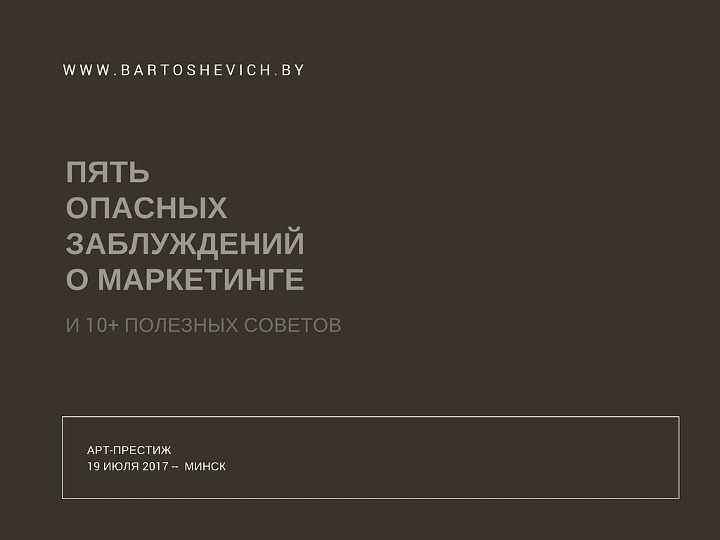 WWW.BARTOSHEVICH.BY
ПЯТЬ
ОПАСНЫХ
ЗАБЛУЖДЕНИЙ
О МАРКЕТИНГЕ
И 10+ ПОЛЕЗНЫХ СОВЕТОВ
АРТ-ПРЕСТИЖ
19 ИЮЛЯ 2017 -- МИНСК